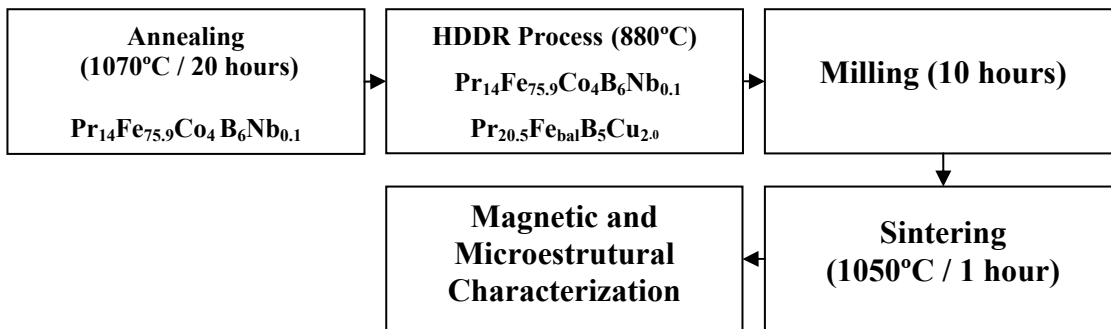 Annealing
(1070ºC / 20 hours)
Pr₁₄Fe₇₅.₉Co₄ B₆Nb₀.₁
HDDR Process (880ºC)
Pr₁₄Fe₇₅.₉Co₄B₆Nb₀.₁
Pr₂₀.₅Fe_balB₅Cu₂.₀
Milling (10 hours)
Sintering
(1050ºC / 1 hour)
Magnetic and
Microestrutural
Characterization